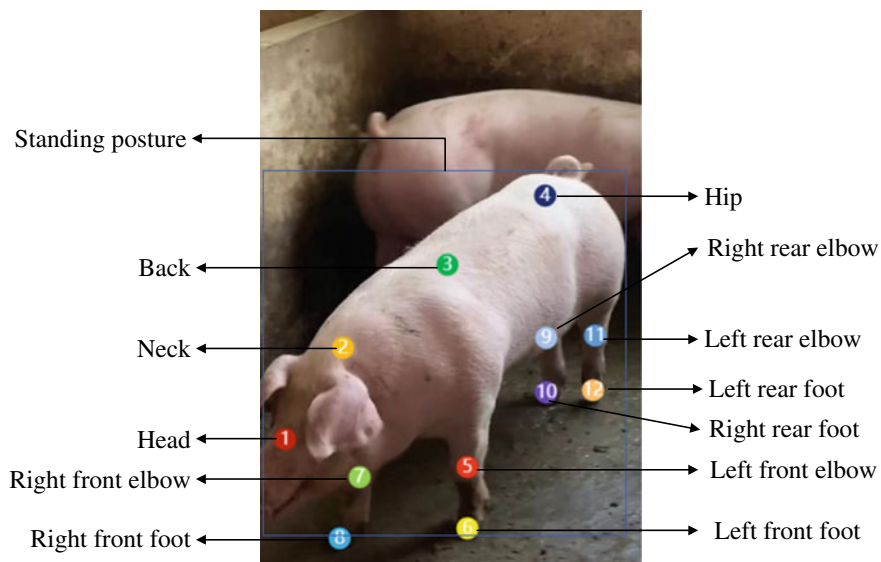 Standing posture
4
Hip
Right rear elbow
Back
3
9
11
Left rear elbow
Neck
2
10
12
Left rear foot
Right rear foot
Head
1
5
Left front elbow
Right front elbow
7
Right front foot
8
6
Left front foot